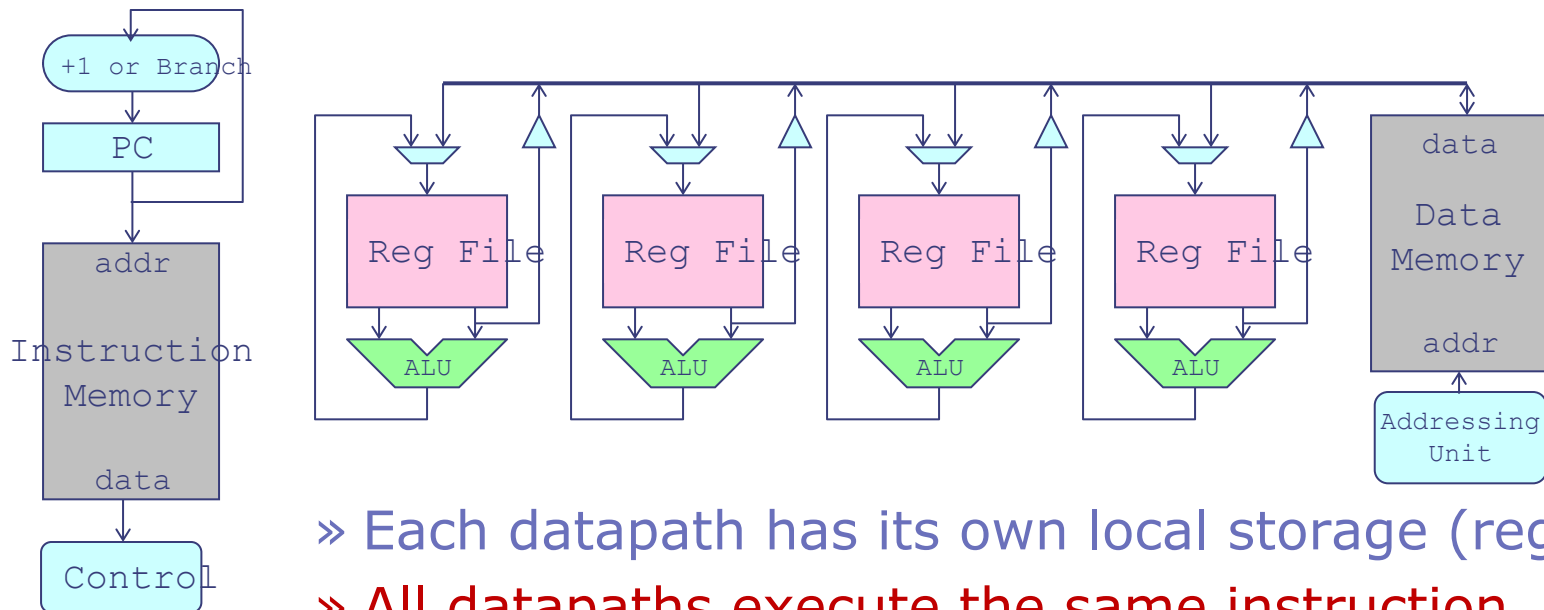 +1 or Branch
PC
addr
Instruction
Memory
data
Control
Reg File
ALU
Reg File
ALU
Reg File
ALU
Reg File
ALU
data
Data
Memory
addr
Addressing
Unit
» Each datapath has its own local storage (reg
» All datapaths execute the same instruction